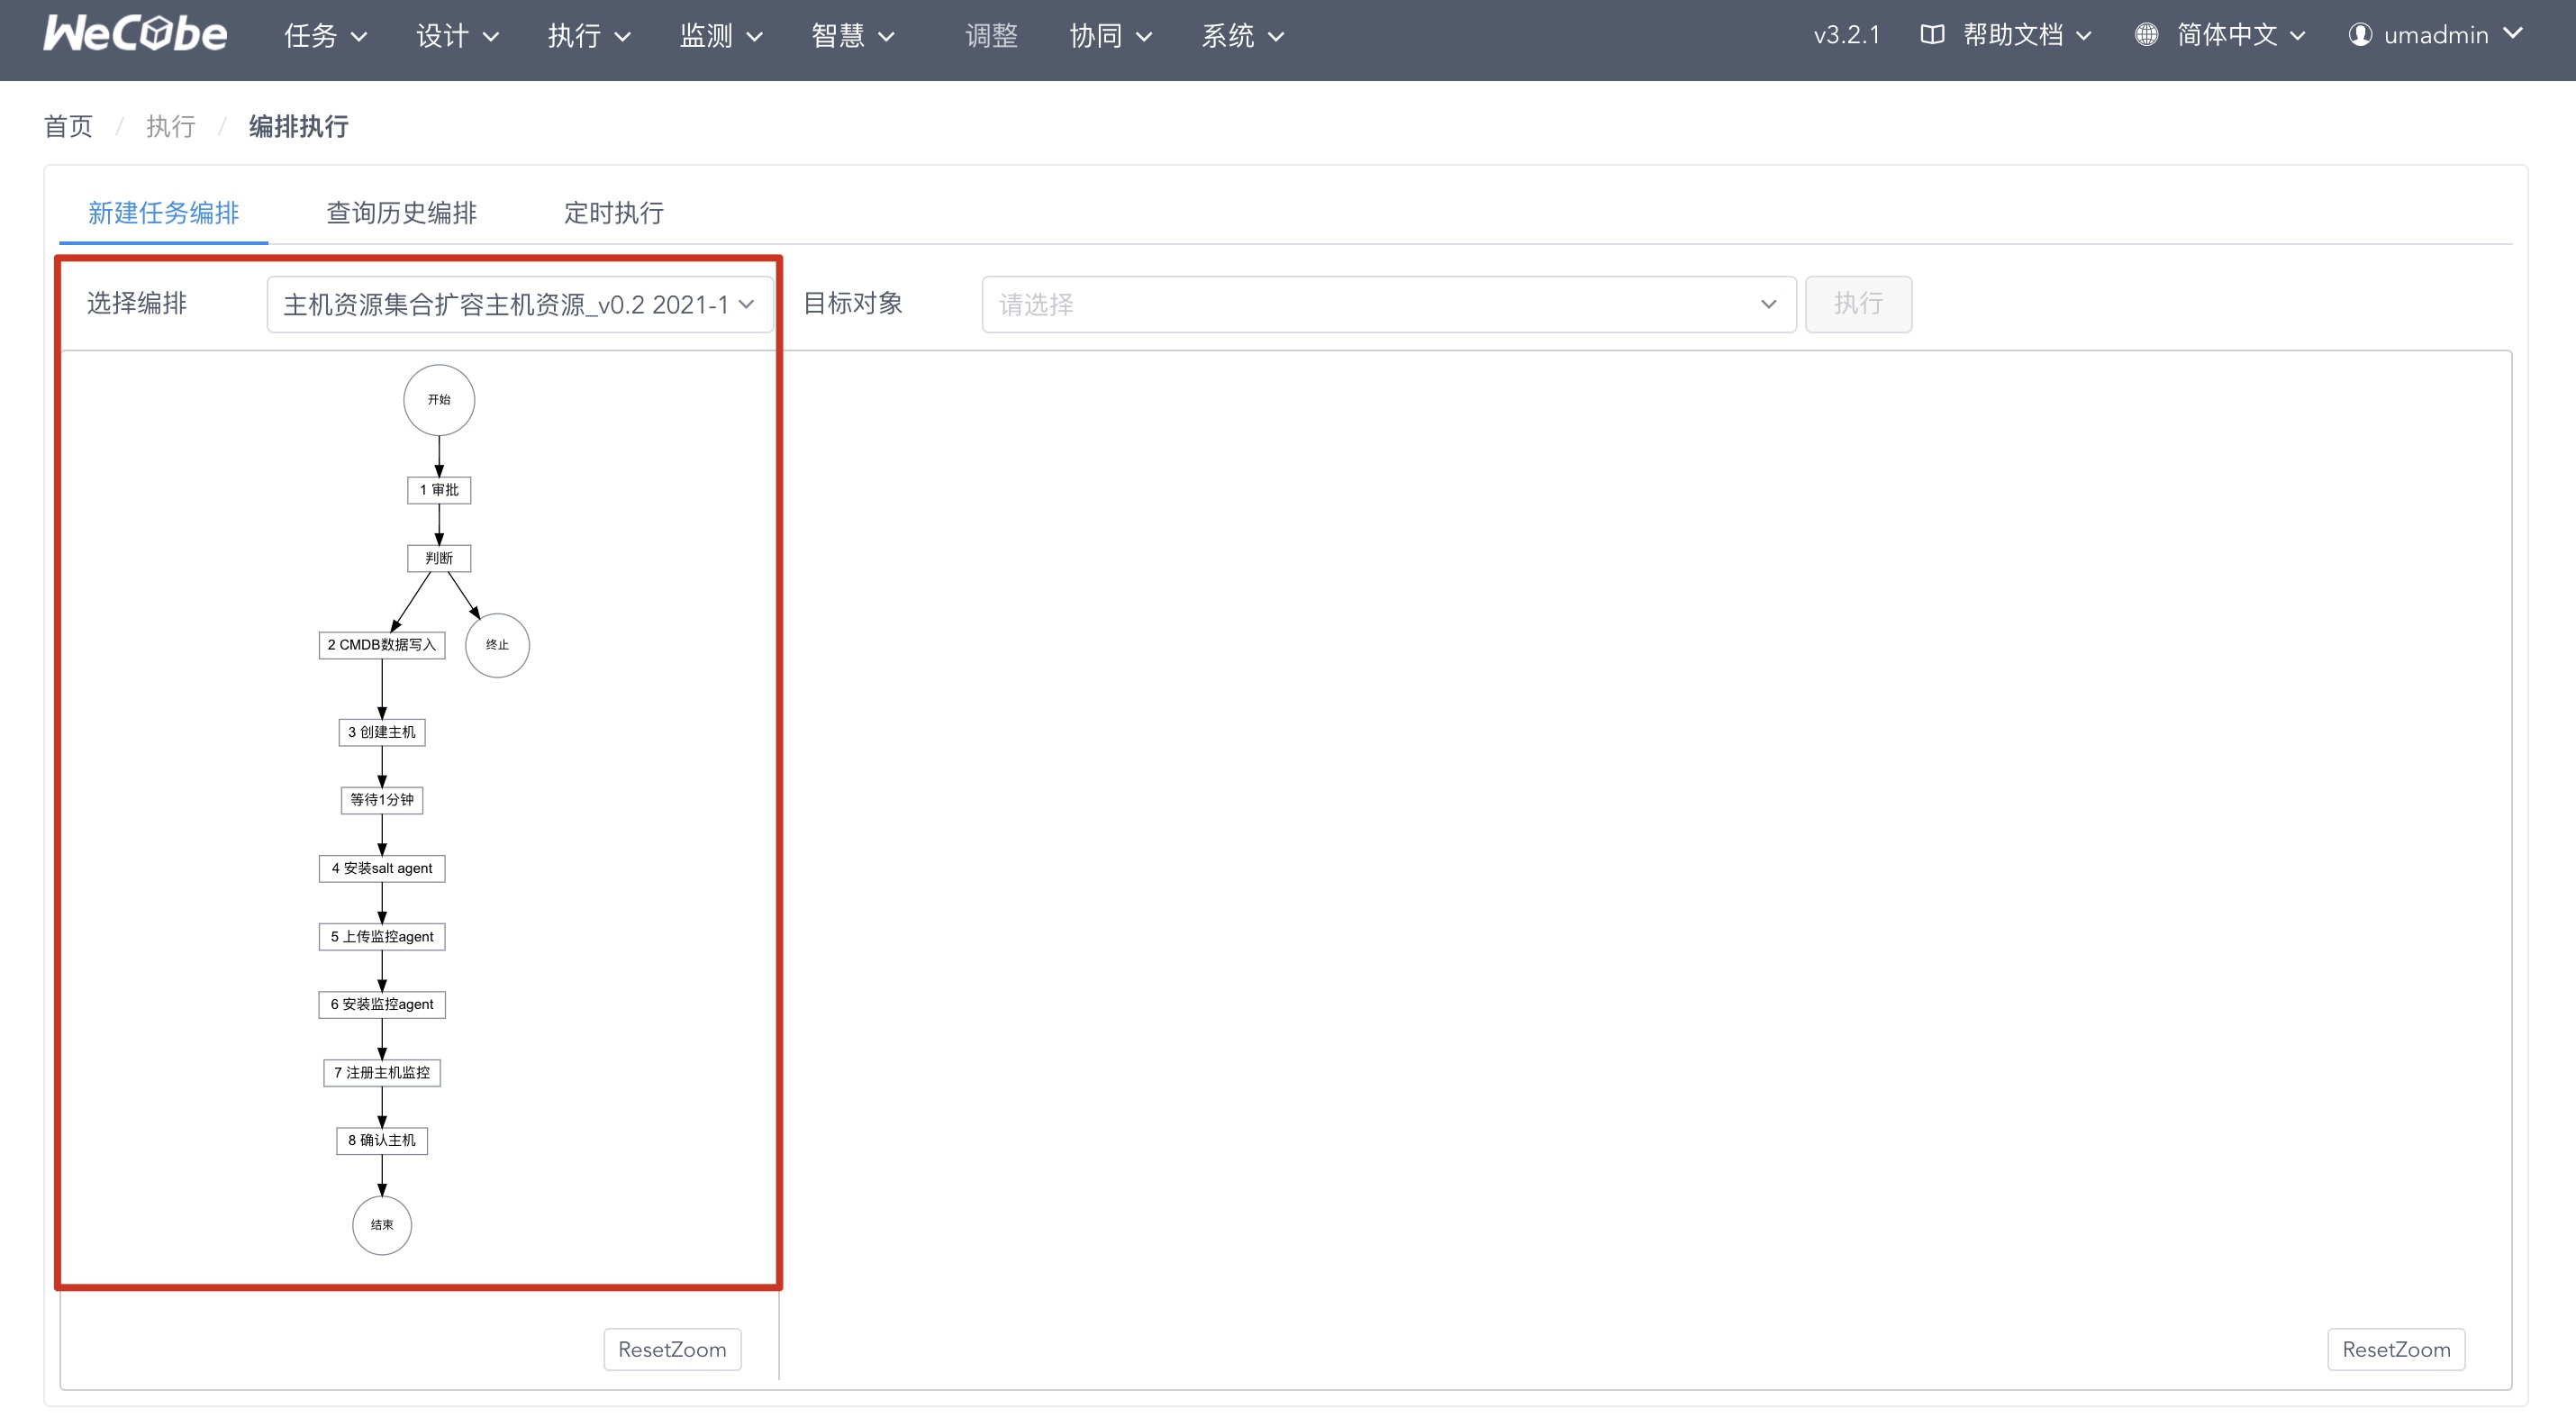 WeCube 任务 设计 执行 监测 智慧 调整 协同 系统 v3.2.1 帮助文档 简体中文 umadmin
首页 / 执行 / 编排执行
新建任务编排 查询历史编排 定时执行
选择编排 主机资源集合扩容主机资源_v0.2 2021-1 目标对象 请选择 执行
开始
1 审批
判断
2 CMDB数据写入 终止
3 创建主机
等待1分钟
4 安装salt agent
5 上传监控agent
6 安装监控agent
7 注册主机监控
8 确认主机
结束
ResetZoom ResetZoom